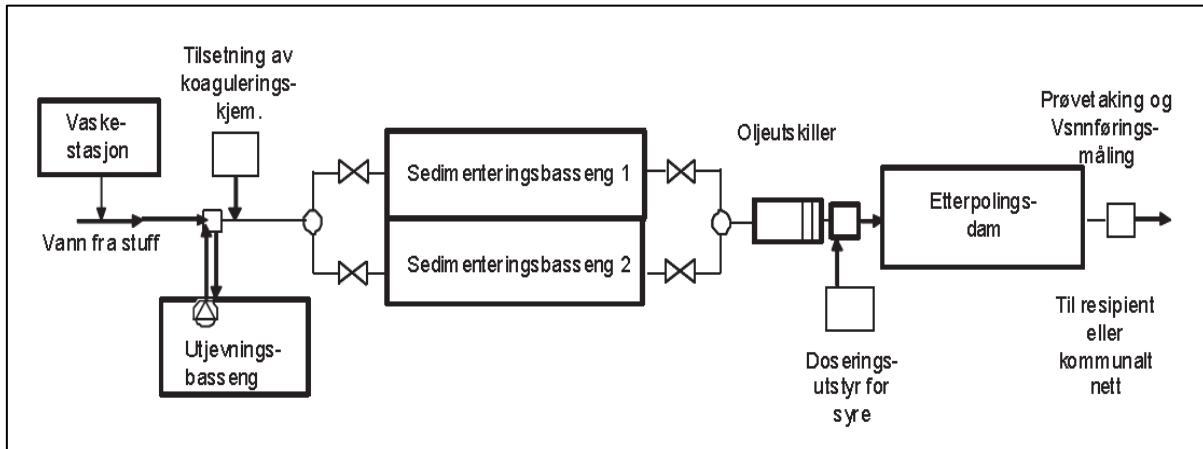 Tilsetning av
koagulerings-
kjem.
Vaske-
stasjon
Vann fra stuff
Utjevnings-
basseng
Sedimenteringsbasseng 1
Sedimenteringsbasseng 2
Oljeutskiller
Doserings-
utstyr for
syre
Etterpolings-
dam
Prøvetaking og
Vsnnførings-
måling
Til resipient
eller
kommunalt
nett